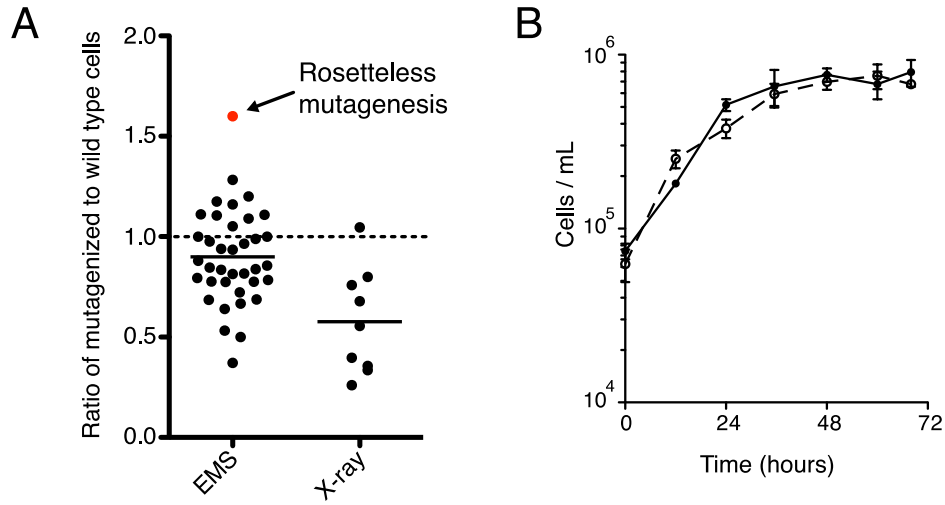 A
Ratio of mutagenized to wild type cells
2.0
1.5
1.0
0.5
0.0
Rosetteless
mutagenesis
EMS
X-ray
B
Cells / mL
10^6
10^5
10^4
0
24
48
72
Time (hours)